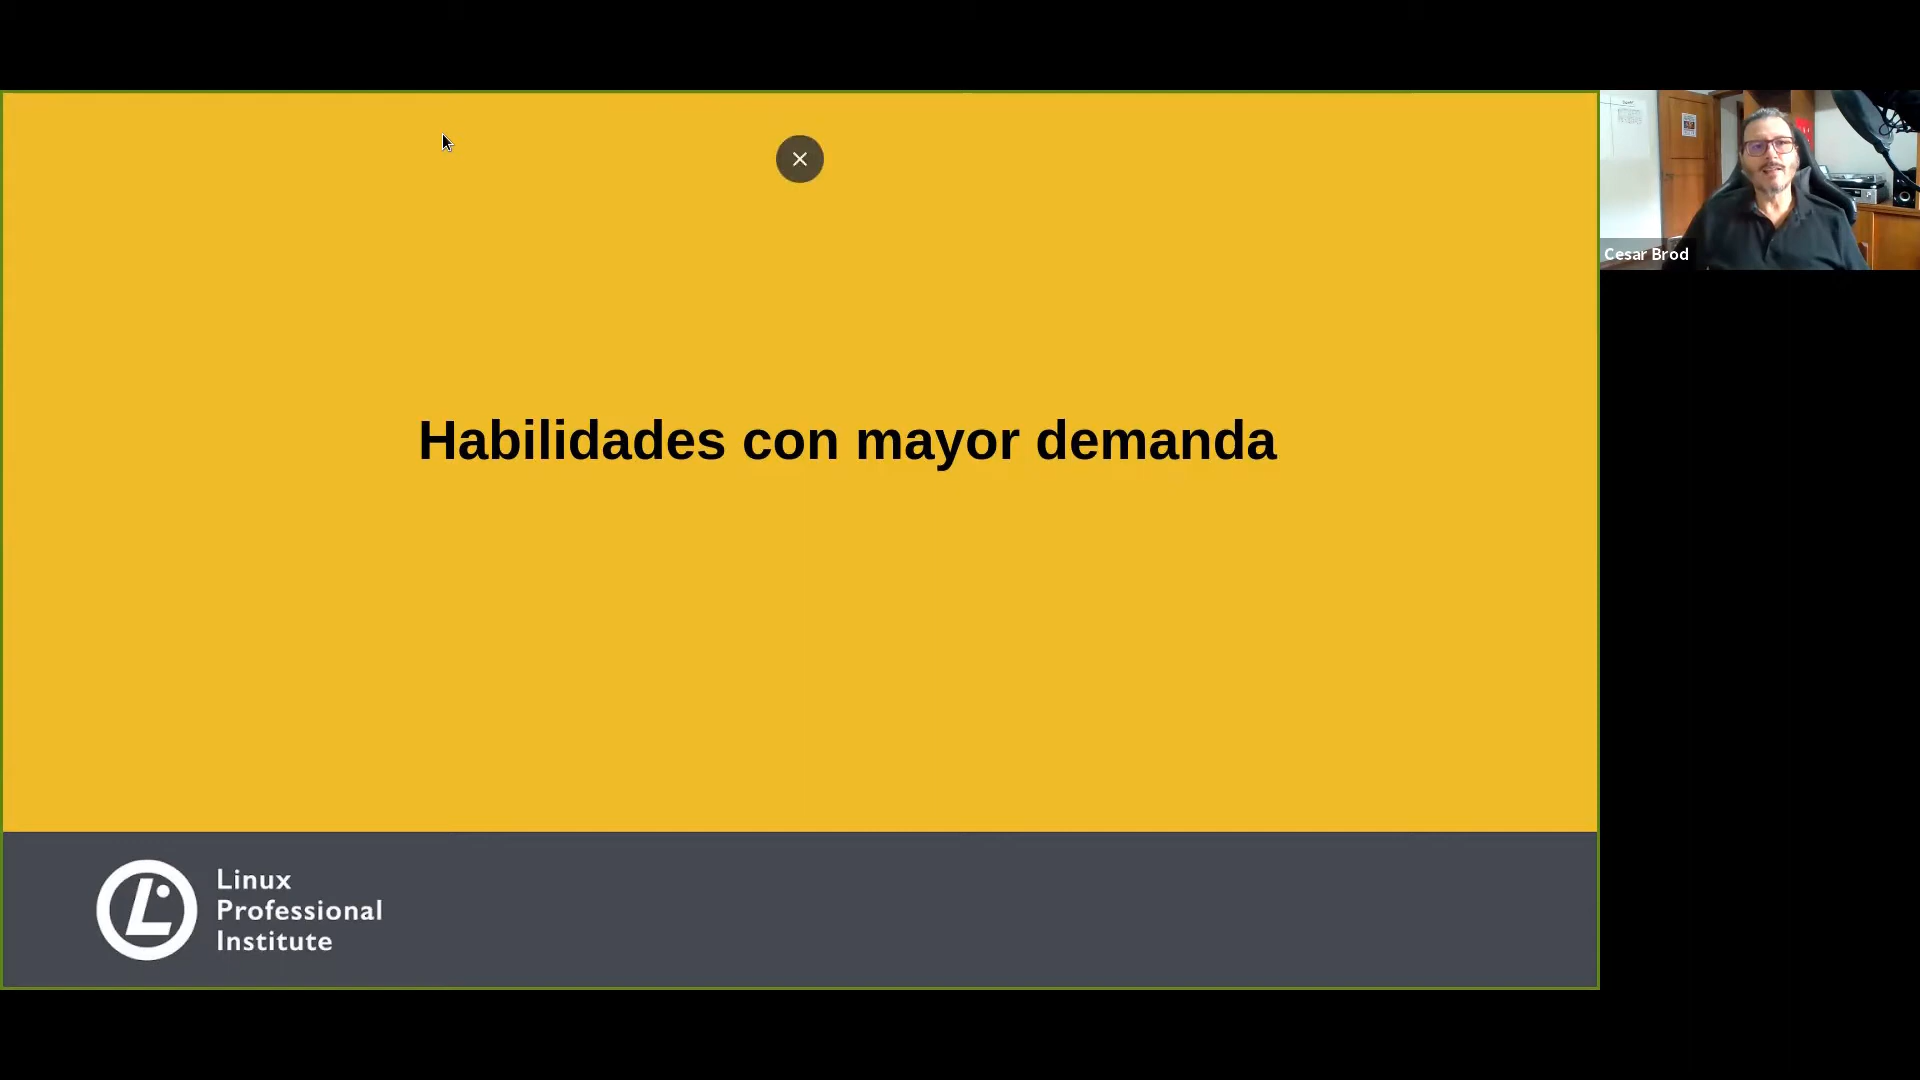 Habilidades con mayor demanda
Linux
Professional
Institute
Cesar Brod